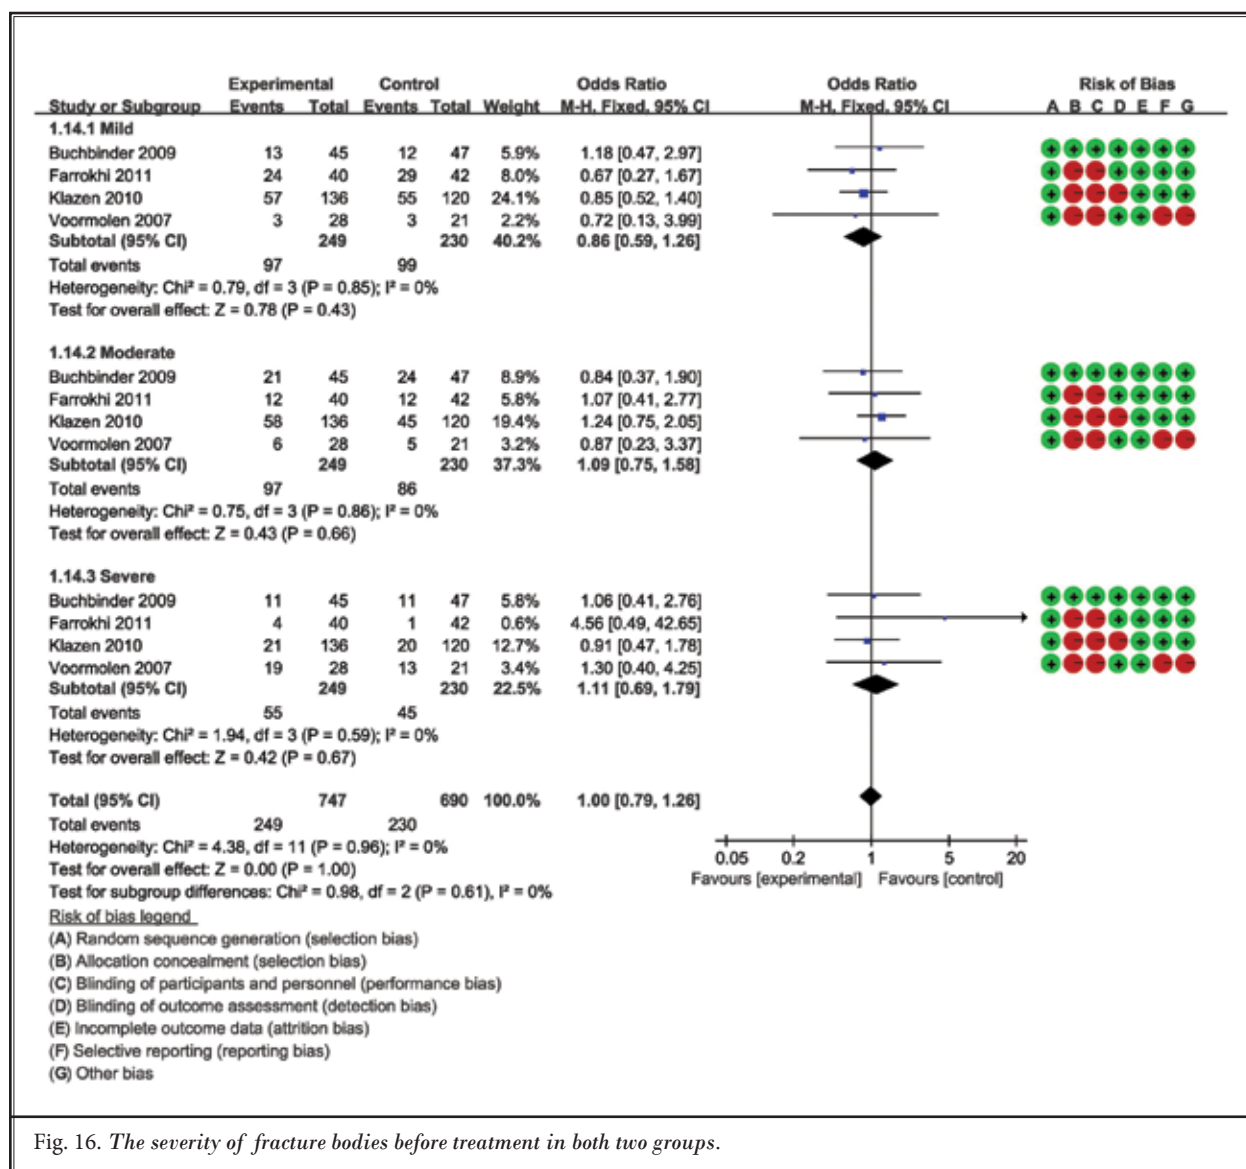 Experimental Control Odds Ratio Odds Ratio Risk of Bias
Study or Subgroup Events Total Events Total Weight M-H, Fixed, 95% CI M-H, Fixed, 95% CI A B C D E F G
1.14.1 Mild
Buchbinder 2009 13 45 12 47 5.9% 1.18 [0.47, 2.97]
Farrokhi 2011 24 40 29 42 8.0% 0.67 [0.27, 1.67]
Klazen 2010 57 136 55 120 24.1% 0.85 [0.52, 1.40]
Voormolen 2007 3 28 3 21 2.2% 0.72 [0.13, 3.99]
Subtotal (95% CI) 249 230 40.2% 0.86 [0.59, 1.26]
Total events 97 99
Heterogeneity: Chi² = 0.79, df = 3 (P = 0.85); I² = 0%
Test for overall effect: Z = 0.78 (P = 0.43)
1.14.2 Moderate
Buchbinder 2009 21 45 24 47 8.9% 0.84 [0.37, 1.90]
Farrokhi 2011 12 40 12 42 5.8% 1.07 [0.41, 2.77]
Klazen 2010 58 136 45 120 19.4% 1.24 [0.75, 2.05]
Voormolen 2007 6 28 5 21 3.2% 0.87 [0.23, 3.37]
Subtotal (95% CI) 249 230 37.3% 1.09 [0.75, 1.58]
Total events 97 86
Heterogeneity: Chi² = 0.75, df = 3 (P = 0.86); I² = 0%
Test for overall effect: Z = 0.43 (P = 0.66)
1.14.3 Severe
Buchbinder 2009 11 45 11 47 5.8% 1.06 [0.41, 2.76]
Farrokhi 2011 4 40 1 42 0.6% 4.56 [0.49, 42.65]
Klazen 2010 21 136 20 120 12.7% 0.91 [0.47, 1.78]
Voormolen 2007 19 28 13 21 3.4% 1.30 [0.40, 4.25]
Subtotal (95% CI) 249 230 22.5% 1.11 [0.69, 1.79]
Total events 55 45
Heterogeneity: Chi² = 1.94, df = 3 (P = 0.59); I² = 0%
Test for overall effect: Z = 0.42 (P = 0.67)
Total (95% CI) 747 690 100.0% 1.00 [0.79, 1.26]
Total events 249 230
Heterogeneity: Chi² = 4.38, df = 11 (P = 0.96); I² = 0%
Test for overall effect: Z = 0.00 (P = 1.00)
Test for subgroup differences: Chi² = 0.98, df = 2 (P = 0.61), I² = 0%
0.05 0.2 1 5 20
Favours [experimental] Favours [control]
Risk of bias legend
(A) Random sequence generation (selection bias)
(B) Allocation concealment (selection bias)
(C) Blinding of participants and personnel (performance bias)
(D) Blinding of outcome assessment (detection bias)
(E) Incomplete outcome data (attrition bias)
(F) Selective reporting (reporting bias)
(G) Other bias
Fig. 16. The severity of fracture bodies before treatment in both two groups.